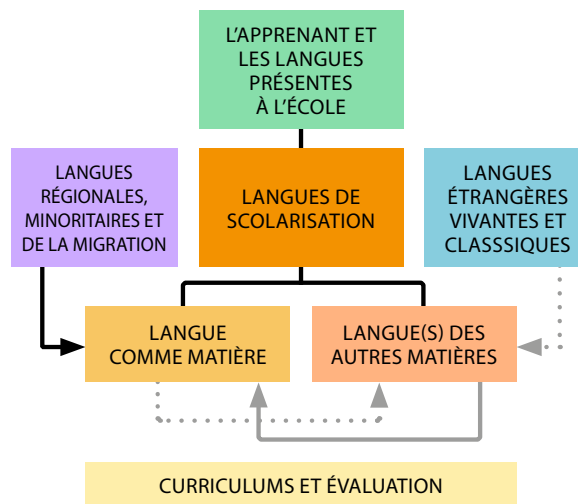 L’APPRENANT ET
LES LANGUES
PRÉSENTES
À L’ÉCOLE
LANGUES
RÉGIONALES,
MINORITAIRES ET
DE LA MIGRATION
LANGUES DE
SCOLARISATION
LANGUES
ÉTRANGÈRES
VIVANTES ET
CLASSSIQUES
LANGUE
COMME MATIÈRE
LANGUE(S) DES
AUTRES MATIÈRES
CURRICULUMS ET ÉVALUATION